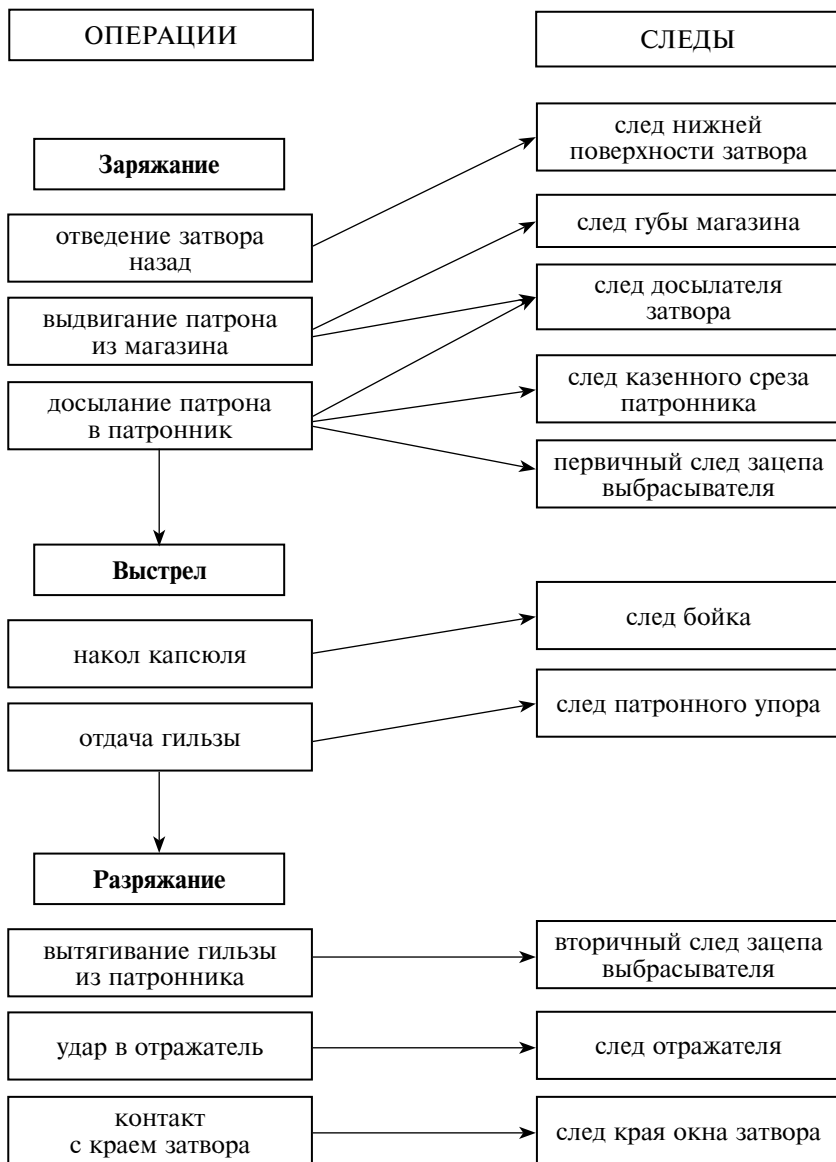 ОПЕРАЦИИ
СЛЕДЫ
Заряжание
след нижней
поверхности затвора
отведение затвора
назад
след губы магазина
выдвигание патрона
из магазина
след досылателя
затвора
досылание патрона
в патронник
след казенного среза
патронника
первичный след зацепа
выбрасывателя
Выстрел
накол капсюля
след бойка
отдача гильзы
след патронного упора
Разряжание
вытягивание гильзы
из патронника
вторичный след зацепа
выбрасывателя
удар в отражатель
след отражателя
контакт
с краем затвора
след края окна затвора